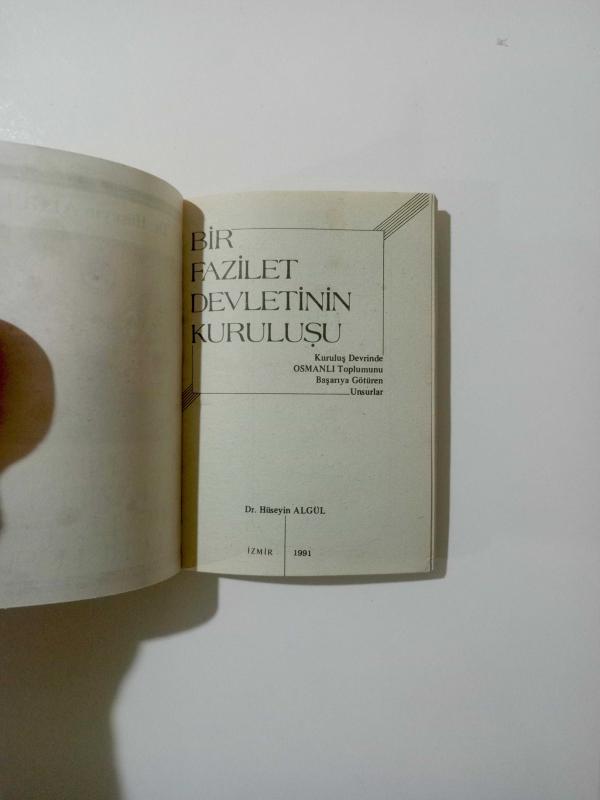 BİR
FAZİLET
DEVLETİNİN
KURULUŞU
Kuruluş Devrinde
OSMANLI Toplumunu
Başarıya Götüren
Unsurlar
Dr. Hüseyin ALGÜL
İZMİR 1991